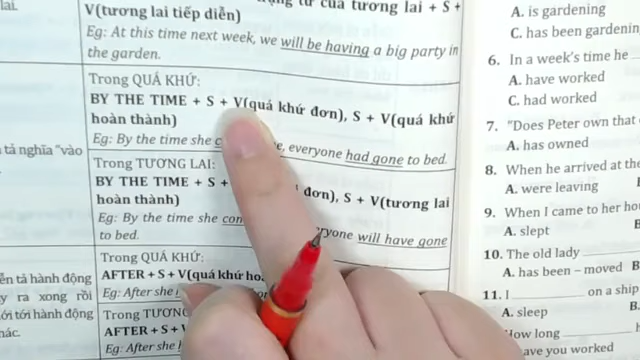 lai.
V(tương lai tiếp diễn)
của tương lai + S +
Eg: At this time next week, we will be having a big party in
the garden.
Trong QUÁ KHỨ:
BY THE TIME + S + V(quá khứ đơn), S + V(quá khứ
hoàn thành)
Eg: By the time she everyone had gone to bed.
tả nghĩa "vào
Trong TƯƠNG LAI:
BY THE TIME + S + đơn), S + V(tương lai
hoàn thành)
Eg: By the time she
will have gone
to bed.
Trong QUÁ KHỨ:
AFTER + S + V(quá khứ
Eg: After she
tả hành động
ra xong rồi
tới hành động
Trong
AFTER + S +
Eg: After she
A. is gardening
C. has been
6. In a week's time he
A. have worked
C. had worked
7. "Does Peter own that
A. has owned
8. When he arrived at the
A. were leaving
9. When I came to her
A. slept
10. The old lady
A. has been – moved B
11. I on a ship
A. sleep B.
How long
have you worked